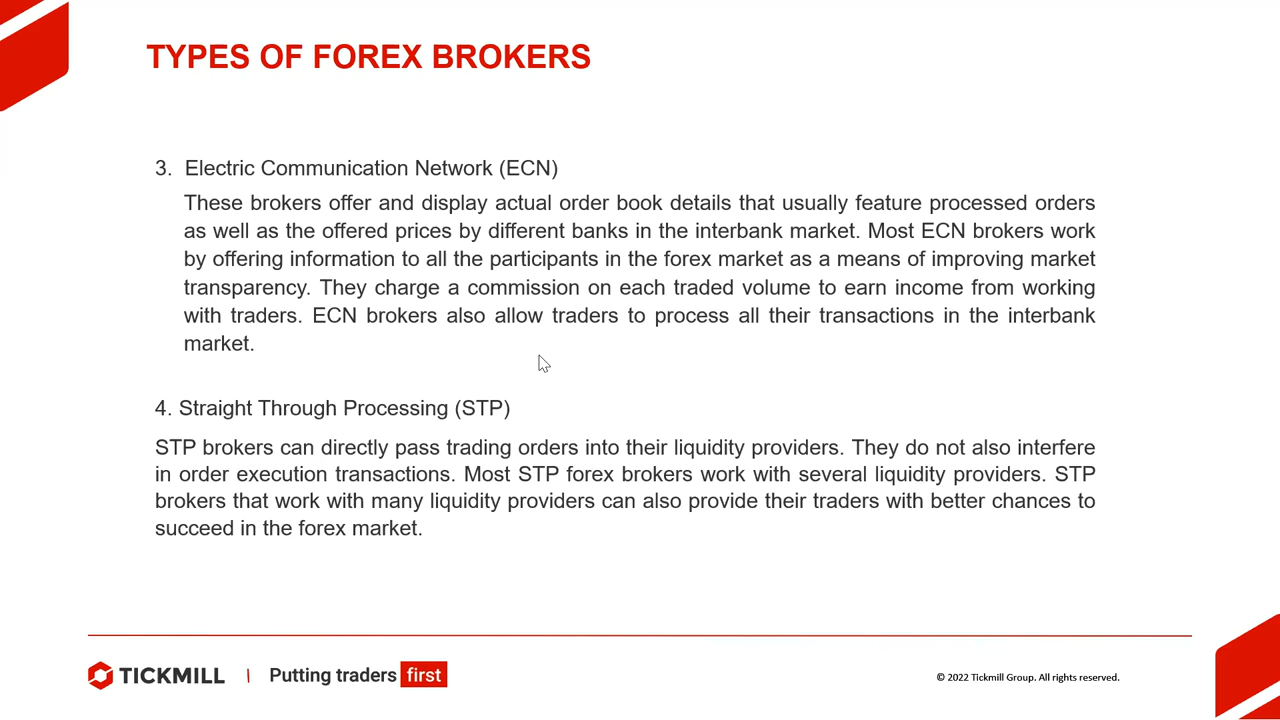 TYPES OF FOREX BROKERS
3. Electric Communication Network (ECN)
These brokers offer and display actual order book details that usually feature processed orders
as well as the offered prices by different banks in the interbank market. Most ECN brokers work
by offering information to all the participants in the forex market as a means of improving market
transparency. They charge a commission on each traded volume to earn income from working
with traders. ECN brokers also allow traders to process all their transactions in the interbank
market.
4. Straight Through Processing (STP)
STP brokers can directly pass trading orders into their liquidity providers. They do not also interfere
in order execution transactions. Most STP forex brokers work with several liquidity providers. STP
brokers that work with many liquidity providers can also provide their traders with better chances to
succeed in the forex market.
TICKMILL | Putting traders first
© 2022 Tickmill Group. All rights reserved.